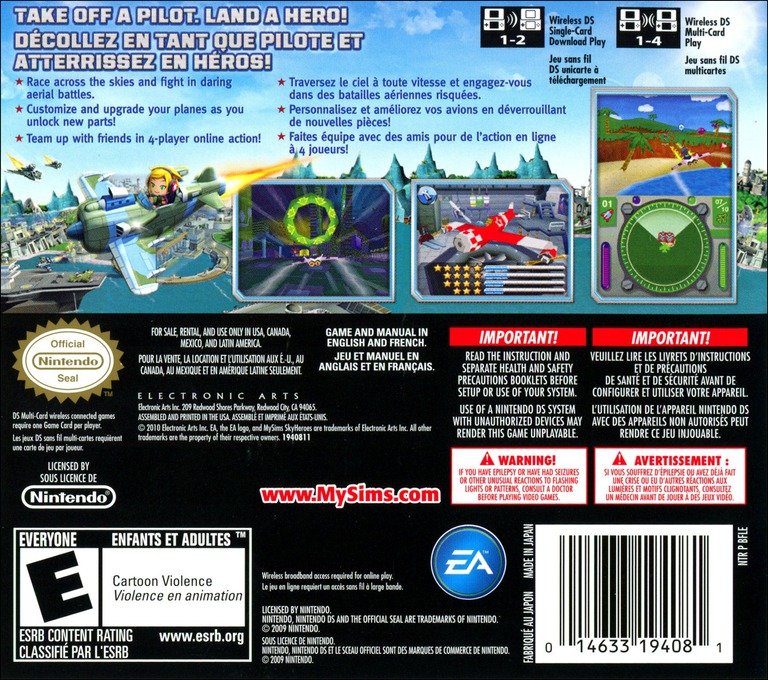 TAKE OFF A PILOT. LAND A HERO!
DÉCOLLEZ EN TANT QUE PILOTE ET
ATTERRISSEZ EN HÉROS!
★ Race across the skies and fight in daring
aerial battles.
★ Customize and upgrade your planes as you
unlock new parts!
★ Team up with friends in 4-player online action!
★ Traversez le ciel à toute vitesse et engagez-vous
dans des batailles aériennes risquées.
★ Personnalisez et améliorez vos avions en déverrouillant
de nouvelles pièces!
★ Faites équipe avec des amis pour de l'action en ligne
à 4 joueurs!
1-2
Wireless DS
Single-Card
Download Play
Jeu sans fil
DS unicarte à
téléchargement
1-4
Wireless DS
Multi-Card
Play
Jeu sans fil DS
multicartes
01
07/
10
Official
Nintendo
Seal
TM
DS Multi-Card wireless connected games
require one Game Card per player.
Les jeux DS sans fil multi-cartes requièrent
une carte de jeu par joueur.
LICENSED BY
SOUS LICENCE DE
Nintendo®
FOR SALE, RENTAL, AND USE ONLY IN USA, CANADA,
MEXICO, AND LATIN AMERICA.
POUR LA VENTE, LA LOCATION ET L'UTILISATION AUX É.-U., AU
CANADA, AU MEXIQUE ET EN AMÉRIQUE LATINE SEULEMENT.
GAME AND MANUAL IN
ENGLISH AND FRENCH.
JEU ET MANUEL EN
ANGLAIS ET EN FRANÇAIS.
ELECTRONIC ARTS
Electronic Arts Inc. 209 Redwood Shores Parkway, Redwood City, CA 94065.
ASSEMBLED AND PRINTED IN THE USA. ASSEMBLÉ ET IMPRIMÉ AUX ÉTATS-UNIS.
© 2010 Electronic Arts Inc. EA, the EA logo, and MySims SkyHeroes are trademarks of Electronic Arts Inc. All other
trademarks are the property of their respective owners. 1940811
www.MySims.com
IMPORTANT!
READ THE INSTRUCTION AND
SEPARATE HEALTH AND SAFETY
PRECAUTIONS BOOKLETS BEFORE
SETUP OR USE OF YOUR SYSTEM.
USE OF A NINTENDO DS SYSTEM
WITH UNAUTHORIZED DEVICES MAY
RENDER THIS GAME UNPLAYABLE.
WARNING!
IF YOU HAVE EPILEPSY OR HAVE HAD SEIZURES
OR OTHER UNUSUAL REACTIONS TO FLASHING
LIGHTS OR PATTERNS, CONSULT A DOCTOR
BEFORE PLAYING VIDEO GAMES.
IMPORTANT!
VEUILLEZ LIRE LES LIVRETS D'INSTRUCTIONS
ET DE PRÉCAUTIONS
DE SANTÉ ET DE SÉCURITÉ AVANT DE
CONFIGURER ET UTILISER VOTRE APPAREIL.
L'UTILISATION DE L'APPAREIL NINTENDO DS
AVEC DES APPAREILS NON AUTORISÉS PEUT
RENDRE CE JEU INJOUABLE.
AVERTISSEMENT :
SI VOUS SOUFFREZ D'ÉPILEPSIE OU AVEZ DÉJÀ FAIT
UNE CRISE OU EU D'AUTRES RÉACTIONS AUX
LUMIÈRES ET MOTIFS CLIGNOTANTS, CONSULTEZ
UN MÉDECIN AVANT DE JOUER À DES JEUX VIDÉO.
EVERYONE
ENFANTS ET ADULTES ™
E
®
Cartoon Violence
Violence en animation
ESRB CONTENT RATING
www.esrb.org
CLASSIFIÉ PAR L'ESRB
Wireless broadband access required for online play.
Le jeu en ligne requiert un accès sans fil à large bande.
LICENSED BY NINTENDO.
NINTENDO, NINTENDO DS AND THE OFFICIAL SEAL ARE TRADEMARKS OF NINTENDO.
© 2009 NINTENDO.
SOUS LICENCE DE NINTENDO.
NINTENDO, NINTENDO DS ET LE SCEAU OFFICIEL SONT DES MARQUES DE COMMERCE DE NINTENDO.
© 2009 NINTENDO.
EA
FABRIQUÉ AU JAPON
MADE IN JAPAN
0 14633 19408 1
NTR P BFLE